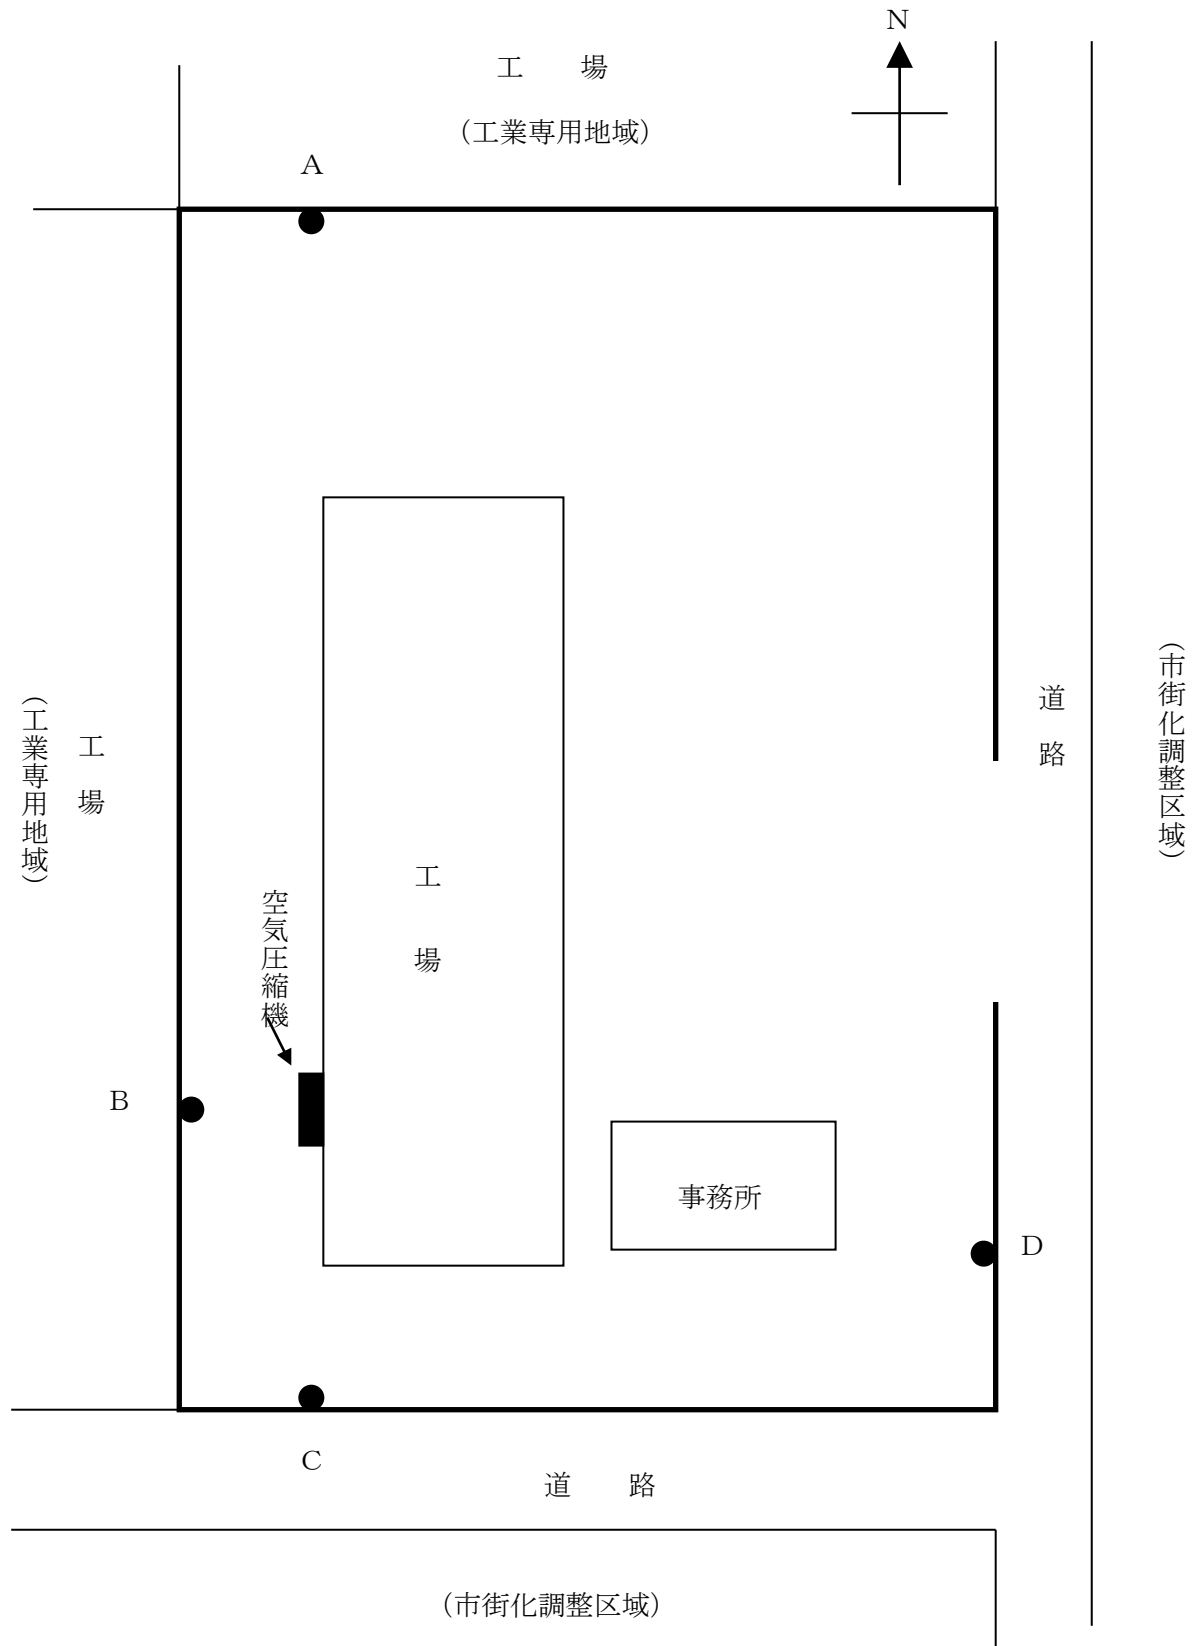 N
工 場
（工業専用地域）
A
（工業専用地域）
工 場
空気圧縮機
工
場
道 路
（市街化調整区域）
B
事務所
D
C
道 路
（市街化調整区域）